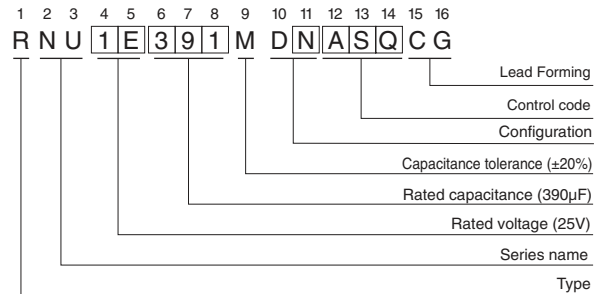 1 2 3 4 5 6 7 8 9 10 11 12 13 14 15 16
R N U 1 E 3 9 1 M D N A S Q C G
Lead Forming
Control code
Configuration
Capacitance tolerance (±20%)
Rated capacitance (390µF)
Rated voltage (25V)
Series name
Type